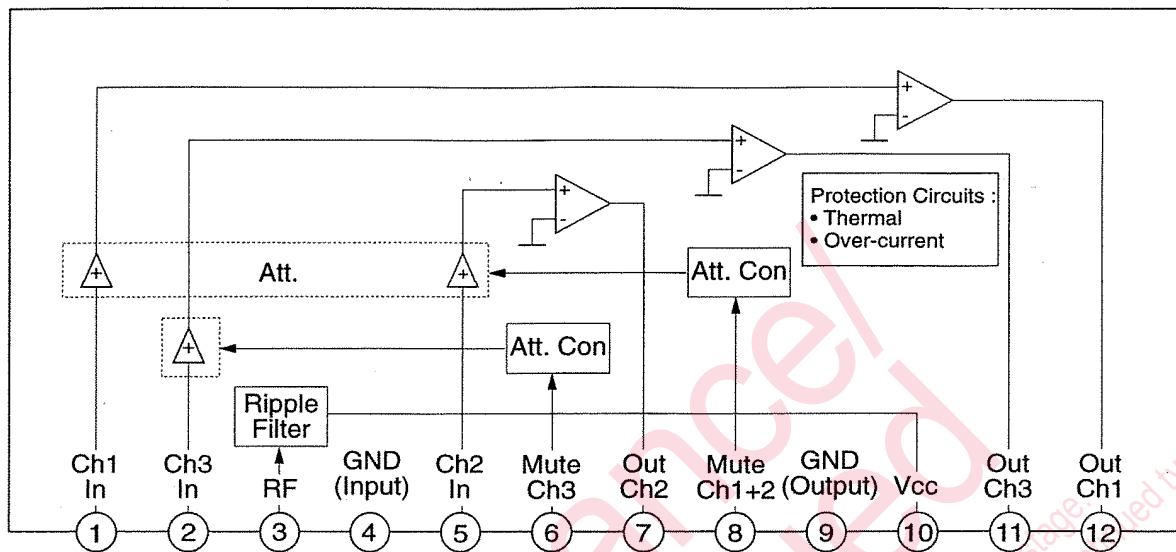 +
-
+
-
Protection Circuits :
• Thermal
• Over-current
+
-
+
Att.
+
Att. Con
+
Att. Con
Ripple
Filter
Ch1
In
Ch3
In
RF
GND
(Input)
Ch2
In
Mute
Ch3
Out
Ch2
Mute
Ch1+2
GND
(Output)
Vcc
Out
Ch3
Out
Ch1
1
2
3
4
5
6
7
8
9
10
11
12
ance/
stage.